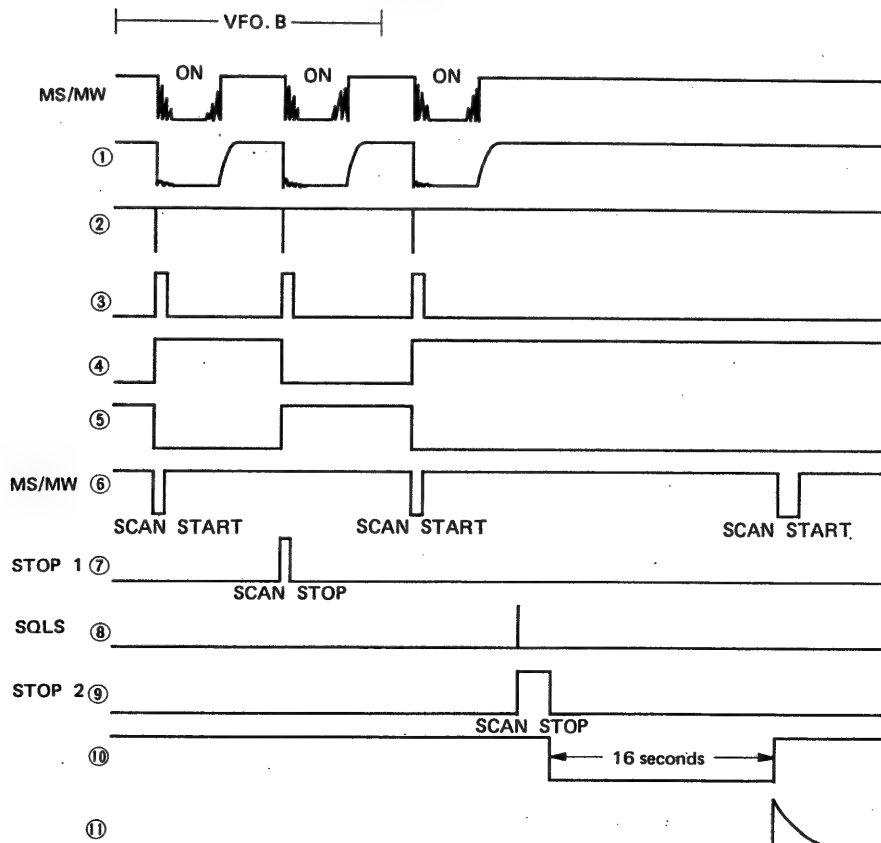 VFO. B
ON ON ON
MS/MW
①
②
③
④
⑤
MS/MW ⑥
SCAN START SCAN START SCAN START
STOP 1 ⑦
SCAN STOP
SQLS ⑧
STOP 2 ⑨
SCAN STOP
⑩ 16 seconds
⑪